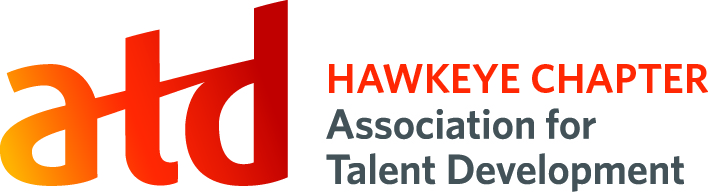 atd
HAWKEYE CHAPTER
Association for
Talent Development